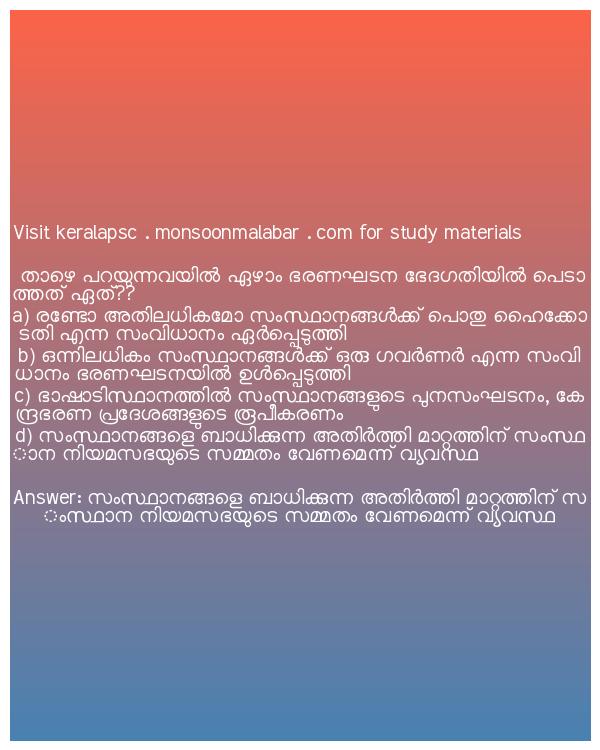 Visit keralapsc . monsoonmalabar . com for study materials
താഴെ പറയുന്നവയിൽ ഏഴാം ഭരണഘടന ഭേദഗതിയിൽ പെടാ
ത്തത് ഏത്??
a) രണ്ടോ അതിലധികമോ സംസ്ഥാനങ്ങൾക്ക് പൊതു ഹൈക്കോ
ടതി എന്ന സംവിധാനം ഏർപ്പെടുത്തി
b) ഒന്നിലധികം സംസ്ഥാനങ്ങൾക്ക് ഒരു ഗവർണർ എന്ന സംവി
ധാനം ഭരണഘടനയിൽ ഉൾപ്പെടുത്തി
c) ഭാഷാടിസ്ഥാനത്തിൽ സംസ്ഥാനങ്ങളുടെ പുനസംഘടനം, കേ
ന്ദ്രഭരണ പ്രദേശങ്ങളുടെ രൂപീകരണം
d) സംസ്ഥാനങ്ങളെ ബാധിക്കുന്ന അതിർത്തി മാറ്റത്തിന് സംസ്ഥ
ാന നിയമസഭയുടെ സമ്മതം വേണമെന്ന് വ്യവസ്ഥ
Answer: സംസ്ഥാനങ്ങളെ ബാധിക്കുന്ന അതിർത്തി മാറ്റത്തിന് സ
ംസ്ഥാന നിയമസഭയുടെ സമ്മതം വേണമെന്ന് വ്യവസ്ഥ